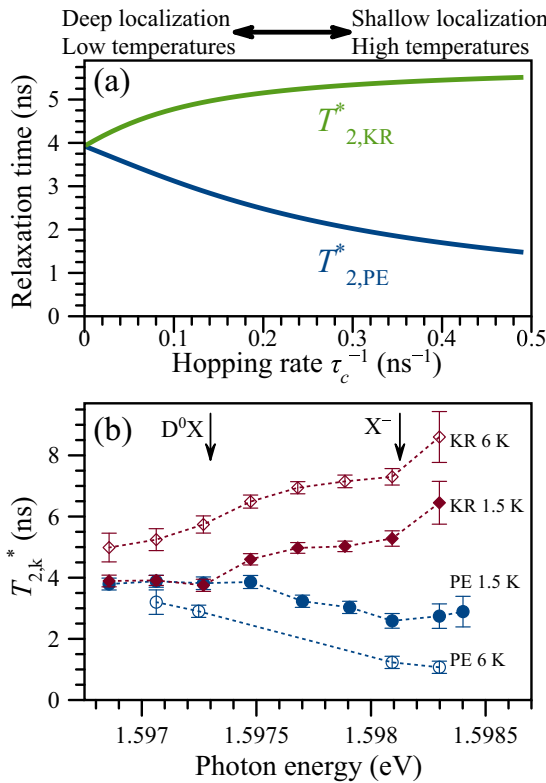 Deep localization Shallow localization
Low temperatures High temperatures
(a)
Relaxation time (ns)
5
4
3
2
1
0
T*2,KR
T*2,PE
0 0.1 0.2 0.3 0.4 0.5
Hopping rate τc⁻¹ (ns⁻¹)
(b)
D⁰X X⁻
KR 6 K
KR 1.5 K
PE 1.5 K
PE 6 K
T2,k* (ns)
8
6
4
2
0
1.597 1.5975 1.598 1.5985
Photon energy (eV)